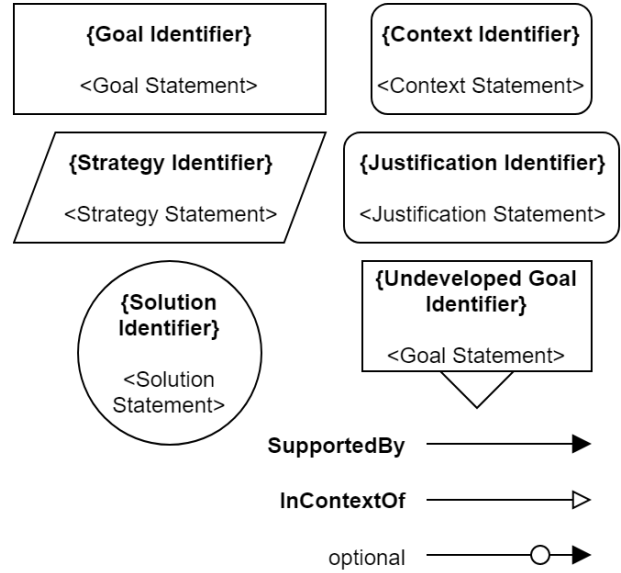 {Goal Identifier}
<Goal Statement>
{Context Identifier}
<Context Statement>
{Strategy Identifier}
<Strategy Statement>
{Justification Identifier}
<Justification Statement>
{Solution
Identifier}
<Solution
Statement>
{Undeveloped Goal
Identifier}
<Goal Statement>
SupportedBy
InContextOf
optional